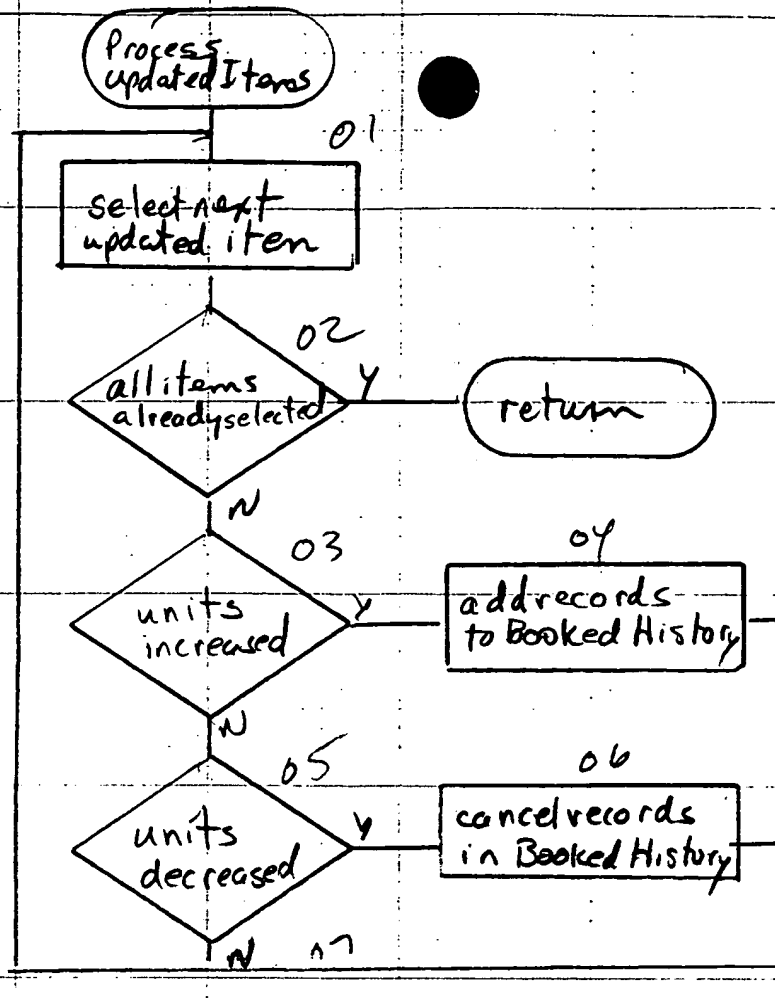 Process
updated Items
01
select next
updated item
02
all items
already selected
Y
return
N
03
04
units
increased
Y
add records
to Booked History
N
05
06
units
decreased
Y
cancel records
in Booked History
N
07